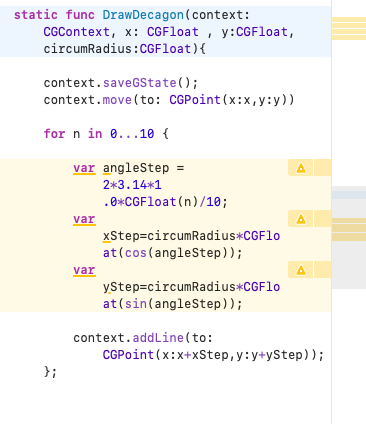 static func DrawDecagon(context:
CGContext, x: CGFloat , y:CGFloat,
circumRadius:CGFloat){
context.saveGState();
context.move(to: CGPoint(x:x,y:y))
for n in 0...10 {
var angleStep =
2*3.14*1
.0*CGFloat(n)/10;
var
xStep=circumRadius*CGFlo
at(cos(angleStep));
var
yStep=circumRadius*CGFlo
at(sin(angleStep));
context.addLine(to:
CGPoint(x:x+xStep,y:y+yStep));
};